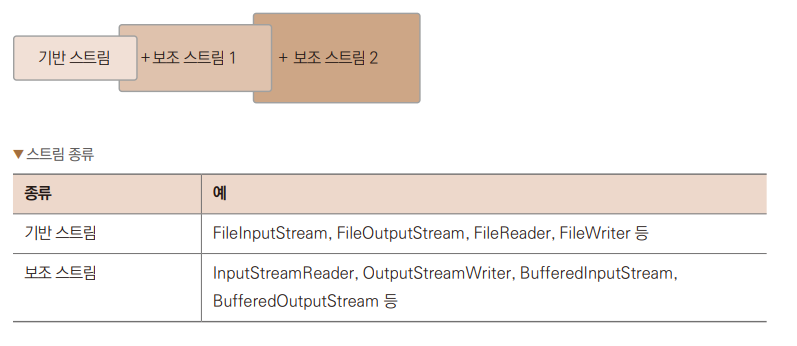 기반 스트림 + 보조 스트림 1 + 보조 스트림 2
▼ 스트림 종류
종류 예
기반 스트림 FileInputStream, FileOutputStream, FileReader, FileWriter 등
보조 스트림 InputStreamReader, OutputStreamWriter, BufferedInputStream,
BufferedOutputStream 등